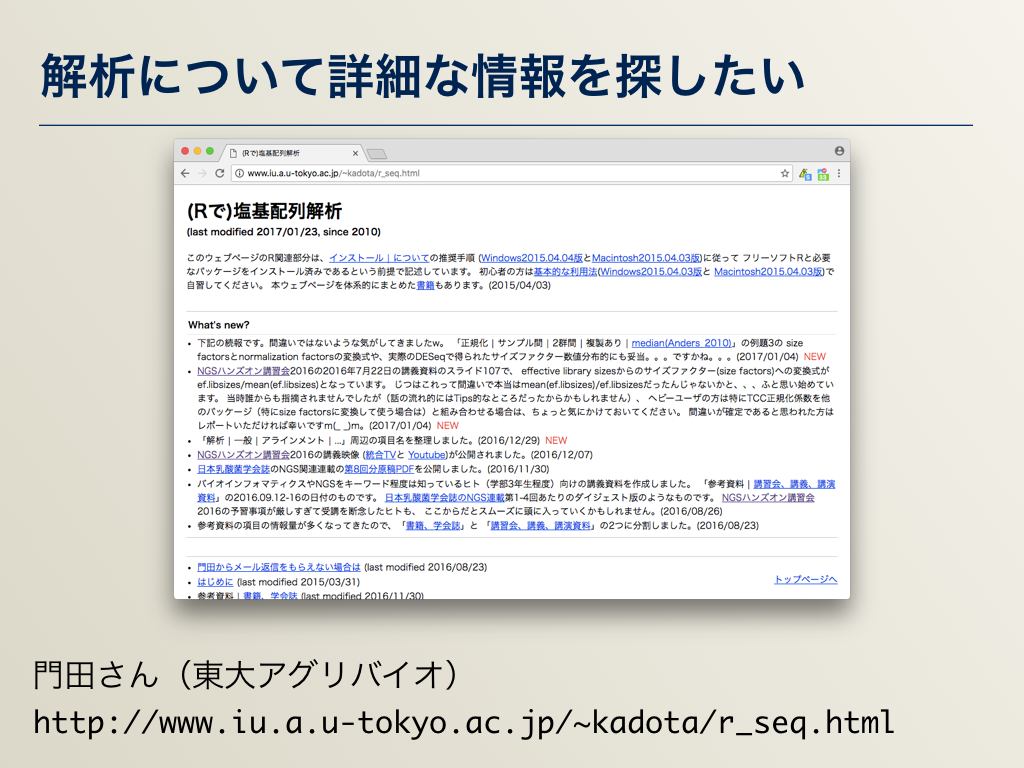 解析について詳細な情報を探したい
(Rで)塩基配列解析
www.iu.a.u-tokyo.ac.jp/~kadota/r_seq.html
(Rで)塩基配列解析
(last modified 2017/01/23, since 2010)
このウェブページのR関連部分は、インストール | についての推奨手順 (Windows2015.04.04版とMacintosh2015.04.03版)に従って フリーソフトRと必要
なパッケージをインストール済みであるという前提で記述しています。 初心者の方は基本的な利用法(Windows2015.04.03版と Macintosh2015.04.03版)で
自習してください。 本ウェブページを体系的にまとめた書籍もあります。(2015/04/03)
What's new?
• 下記の続報です。間違いではないような気がしてきましたw。 「正規化 | サンプル間 | 2群間 | 複製あり | median(Anders_2010)」の例題3の size
factorsとnormalization factorsの変換式や、実際のDESeqで得られたサイズファクター数値分布的にも妥当。。。ですかね。。。(2017/01/04) NEW
• NGSハンズオン講習会2016の2016年7月22日の講義資料のスライド107で、 effective library sizesからのサイズファクター(size factors)への変換式が
ef.libsizes/mean(ef.libsizes)となっています。 じつはこれって間違いで本当はmean(ef.libsizes)/ef.libsizesだったんじゃないかと、、、ふと思い始めてい
ます。 当時誰からも指摘されませんでしたが（話の流れ的にはTips的なところだったからかもしれません）、 ヘビーユーザの方は特にTCC正規化係数を他
のパッケージ（特にsize factorsに変換して使う場合は）と組み合わせる場合は、ちょっと気にかけておいてください。 間違いが確定であると思われた方は
レポートいただければ幸いですm(_ _)m。(2017/01/04) NEW
• 「解析 | 一般 | アラインメント | ...」周辺の項目名を整理しました。(2016/12/29) NEW
• NGSハンズオン講習会2016の講義映像 (統合TVと Youtube)が公開されました。(2016/12/07)
• 日本乳酸菌学会誌のNGS関連連載の第8回分原稿PDFを公開しました。(2016/11/30)
• バイオインフォマティクスやNGSをキーワード程度は知っているヒト（学部3年生程度）向けの講義資料を作成しました。 「参考資料 | 講習会、講義、講演
資料」の2016.09.12-16の日付のものです。 日本乳酸菌学会誌のNGS連載第1-4回あたりのダイジェスト版のようなものです。 NGSハンズオン講習会
2016の予習事項が厳しすぎて受講を断念したヒトも、 ここからだとスムーズに頭に入っていくかもしれません。(2016/08/26)
• 参考資料の項目の情報量が多くなってきたので、「書籍、学会誌」と 「講習会、講義、講演資料」の2つに分割しました。(2016/08/23)
• 門田からメール返信をもらえない場合は (last modified 2016/08/23)
• はじめに (last modified 2015/03/31)
トップページへ
• 参考資料 | 書籍、学会誌 (last modified 2016/11/30)
門田さん（東大アグリバイオ）
http://www.iu.a.u-tokyo.ac.jp/~kadota/r_seq.html